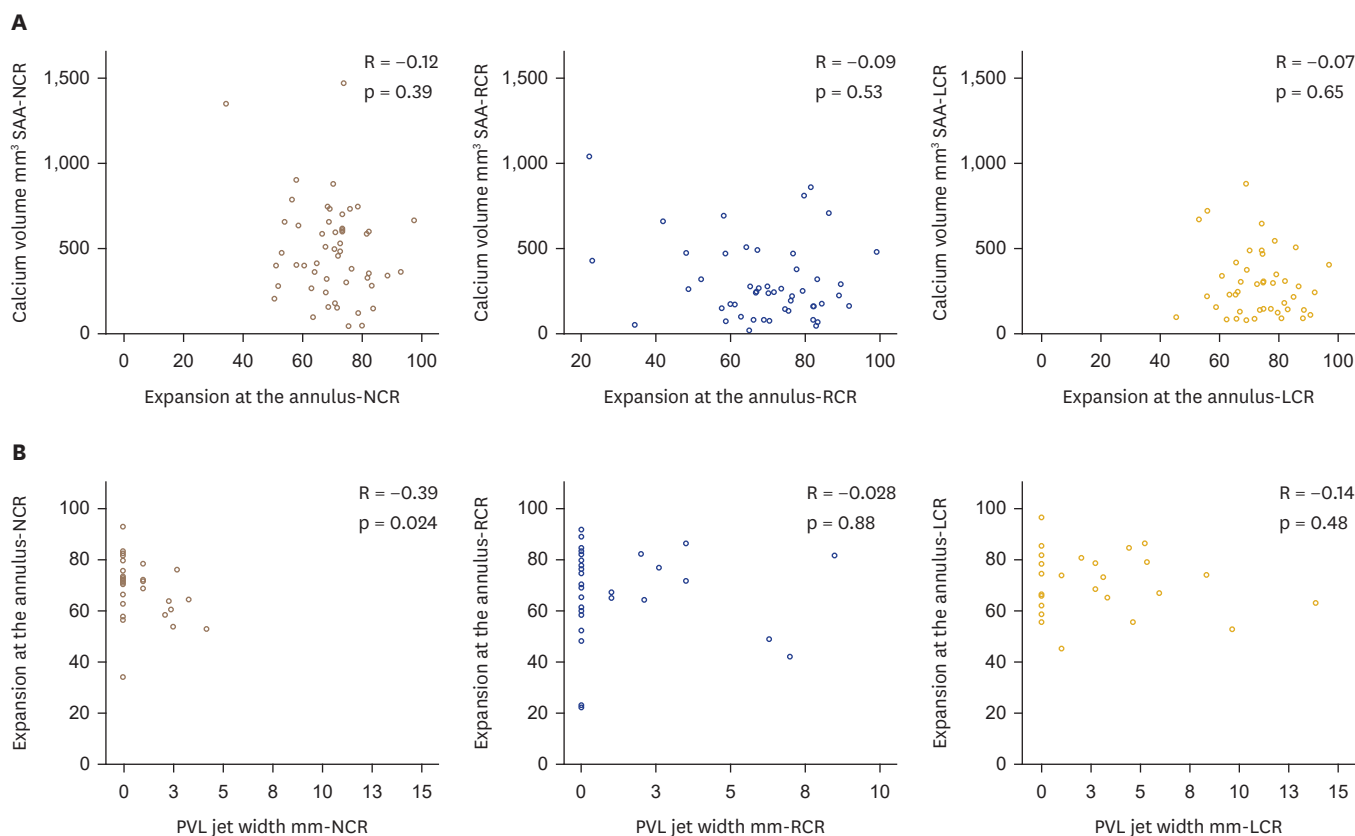 A
Calcium volume mm³ SAA-NCR
1,500
1,000
500
0
R = −0.12
p = 0.39
0 20 40 60 80 100
Expansion at the annulus-NCR
Calcium volume mm³ SAA-RCR
1,500
1,000
500
0
R = −0.09
p = 0.53
20 40 60 80 100
Expansion at the annulus-RCR
Calcium volume mm³ SAA-LCR
1,500
1,000
500
0
R = −0.07
p = 0.65
0 20 40 60 80 100
Expansion at the annulus-LCR
B
Expansion at the annulus-NCR
100
80
60
40
20
0
R = −0.39
p = 0.024
0 3 5 8 10 13 15
PVL jet width mm-NCR
Expansion at the annulus-RCR
100
80
60
40
20
0
R = −0.028
p = 0.88
0 3 5 8 10
PVL jet width mm-RCR
Expansion at the annulus-LCR
100
80
60
40
20
0
R = −0.14
p = 0.48
0 3 5 8 10 13 15
PVL jet width mm-LCR